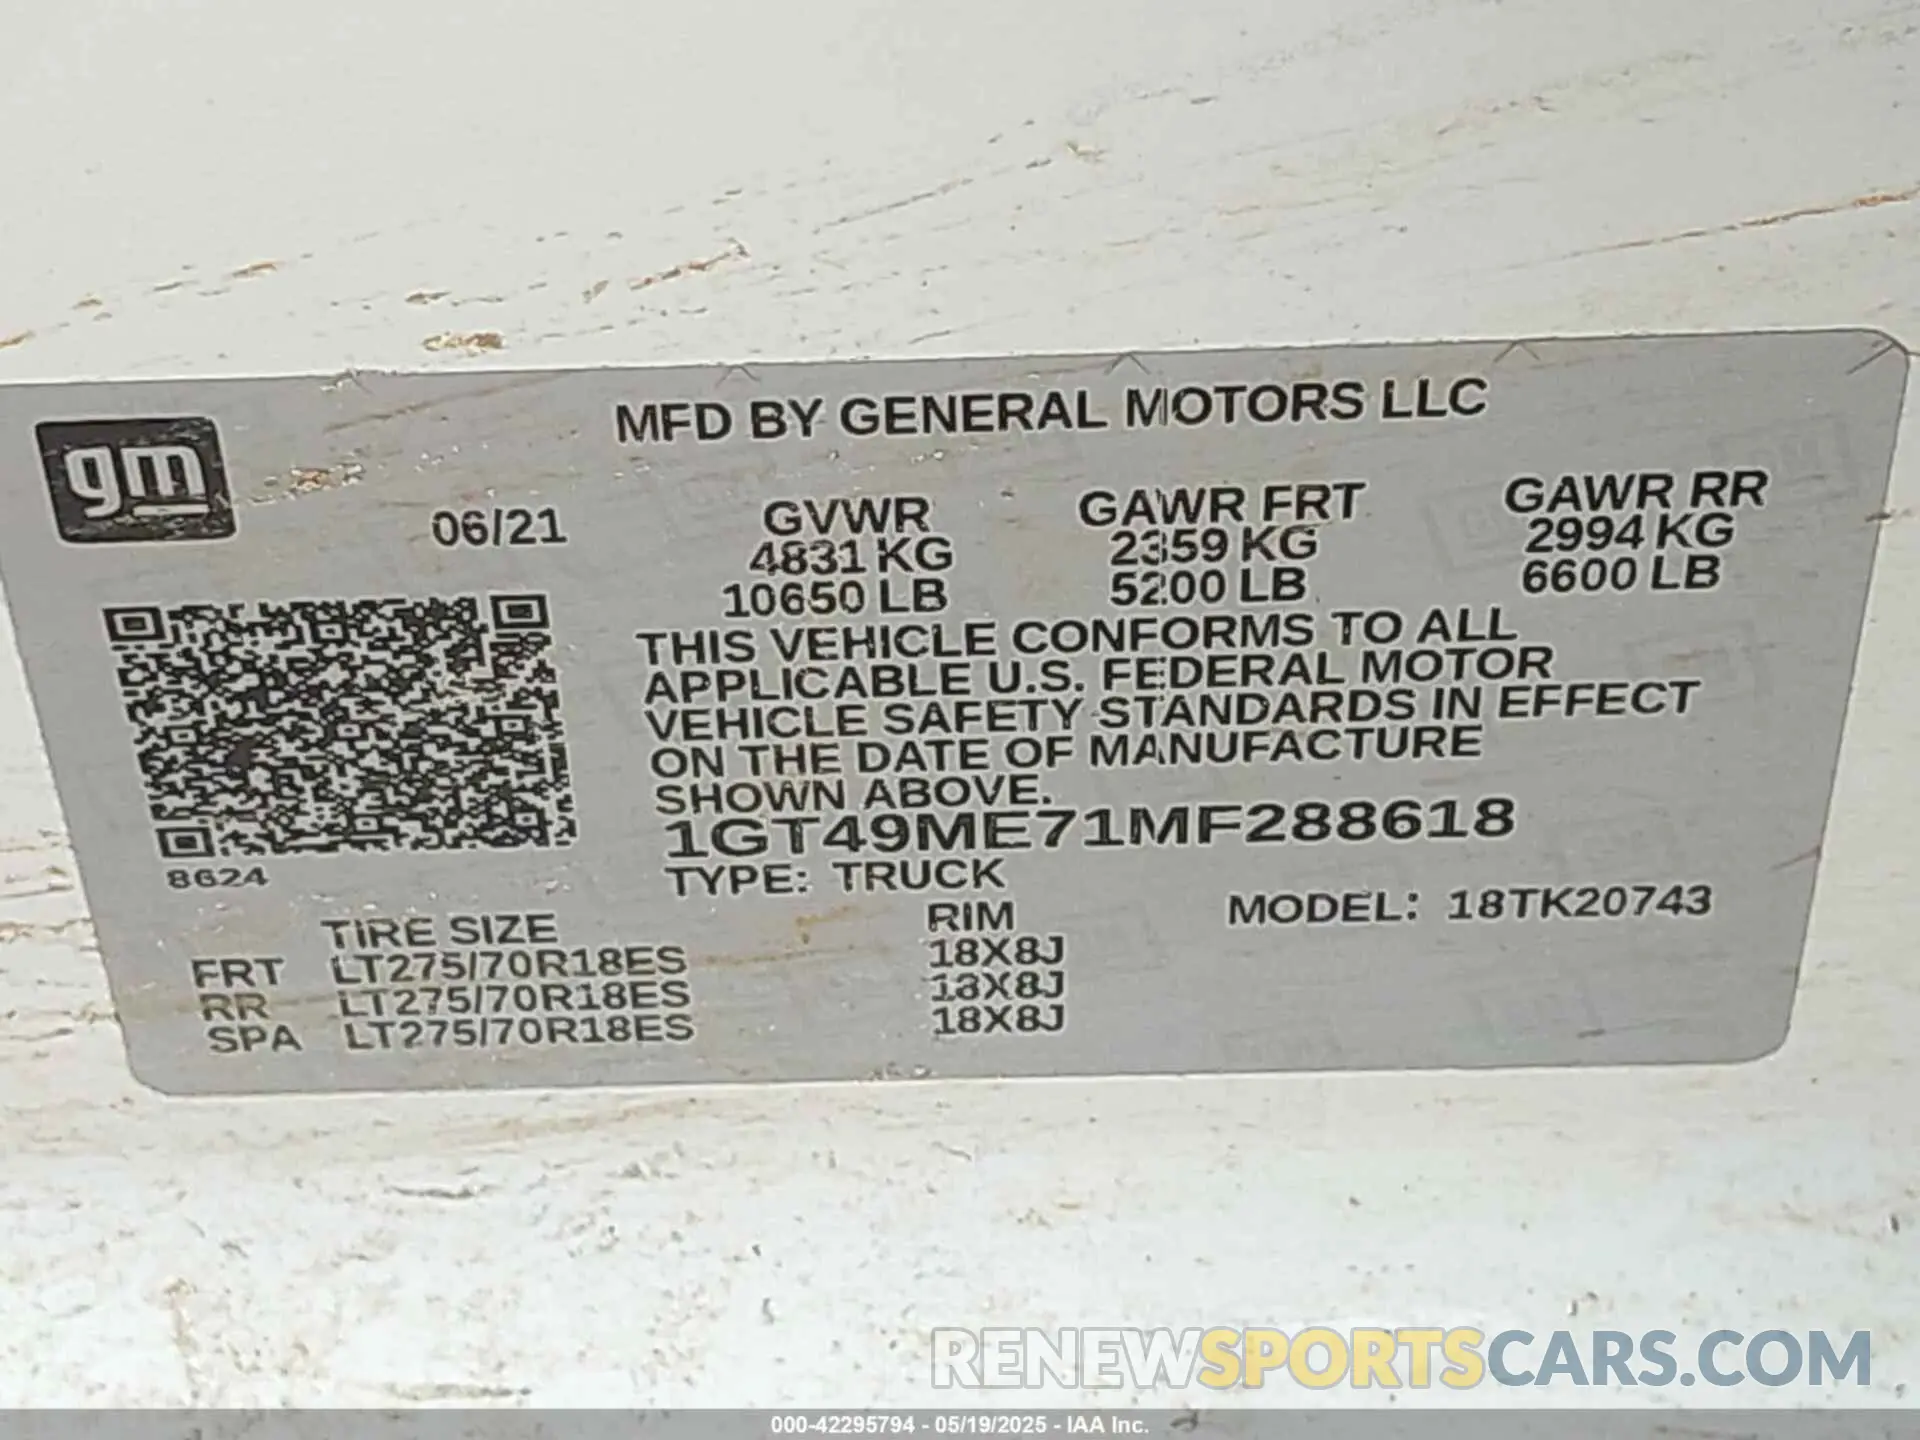 MFD BY GENERAL MOTORS LLC
gm
06/21
GVWR GAWR FRT GAWR RR
4831 KG 2359 KG 2994 KG
10650 LB 5200 LB 6600 LB
THIS VEHICLE CONFORMS TO ALL
APPLICABLE U.S. FEDERAL MOTOR
VEHICLE SAFETY STANDARDS IN EFFECT
ON THE DATE OF MANUFACTURE
SHOWN ABOVE.
1GT49ME71MF288618
8624
TYPE: TRUCK
MODEL: 18TK20743
TIRE SIZE RIM
FRT LT275/70R18ES 18X8J
RR LT275/70R18ES 18X8J
SPA LT275/70R18ES 18X8J
RENEWSPORTSCARS.COM
000-42295794 - 05/19/2025 - IAA Inc.